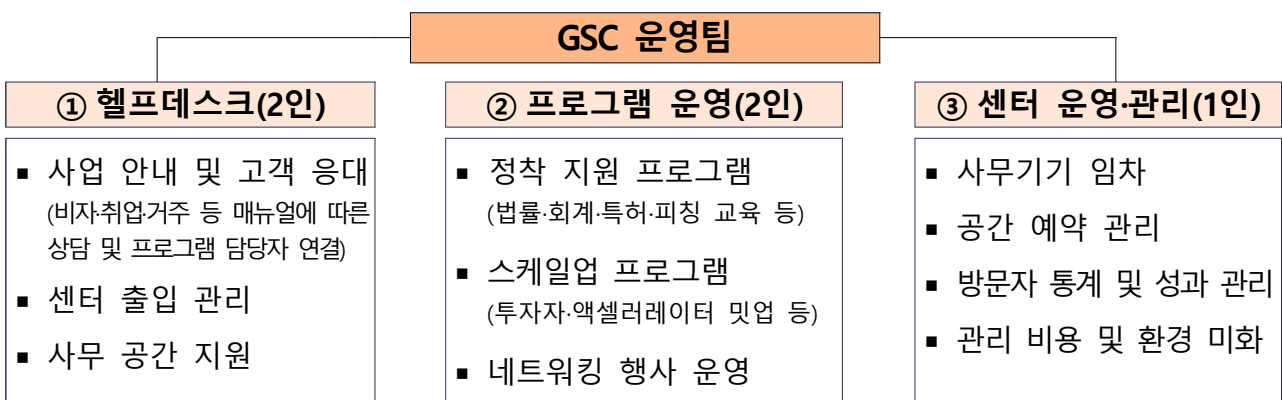 GSC 운영팀
① 헬프데스크(2인)
▪ 사업 안내 및 고객 응대
(비자·취업·거주 등 매뉴얼에 따른
상담 및 프로그램 담당자 연결)
▪ 센터 출입 관리
▪ 사무 공간 지원
② 프로그램 운영(2인)
▪ 정착 지원 프로그램
(법률·회계·특허·피칭 교육 등)
▪ 스케일업 프로그램
(투자자·액셀러레이터 밋업 등)
▪ 네트워킹 행사 운영
③ 센터 운영·관리(1인)
▪ 사무기기 임차
▪ 공간 예약 관리
▪ 방문자 통계 및 성과 관리
▪ 관리 비용 및 환경 미화